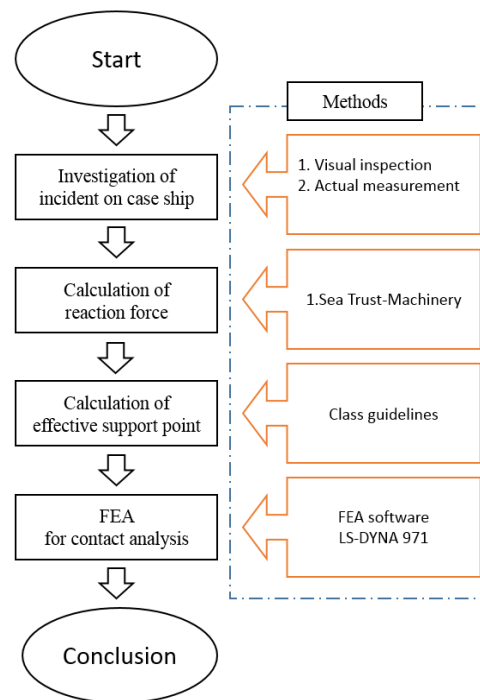 Start
Methods
Investigation of
incident on case ship
1. Visual inspection
2. Actual measurement
Calculation of
reaction force
1.Sea Trust-Machinery
Calculation of
effective support point
Class guidelines
FEA
for contact analysis
FEA software
LS-DYNA 971
Conclusion